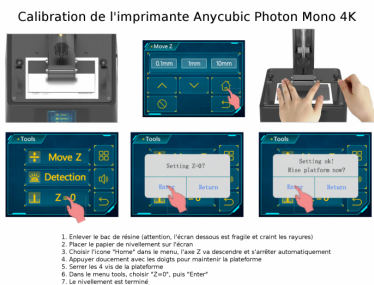 Calibration de l'imprimante Anycubic Photon Mono 4K
Move Z
0.1mm 1mm 10mm
Tools
Move Z
Detection
Z=0
Tools
Setting Z=0?
Enter Return
Tools
Setting ok!
Rise platform now?
Enter Return
1. Enlever le bac de résine (attention, l'écran dessous est fragile et craint les rayures)
2. Placer le papier de nivellement sur l'écran
3. Choisir l'icone "Home" dans le menu, l'axe Z va descendre et s'arrêter automatiquement
4. Appuyer doucement avec les doigts pour maintenir la plateforme
5. Serrer les 4 vis de la plateforme
6. Dans le menu tools, choisir "Z=0", puis "Enter"
7. Le nivellement est terminé